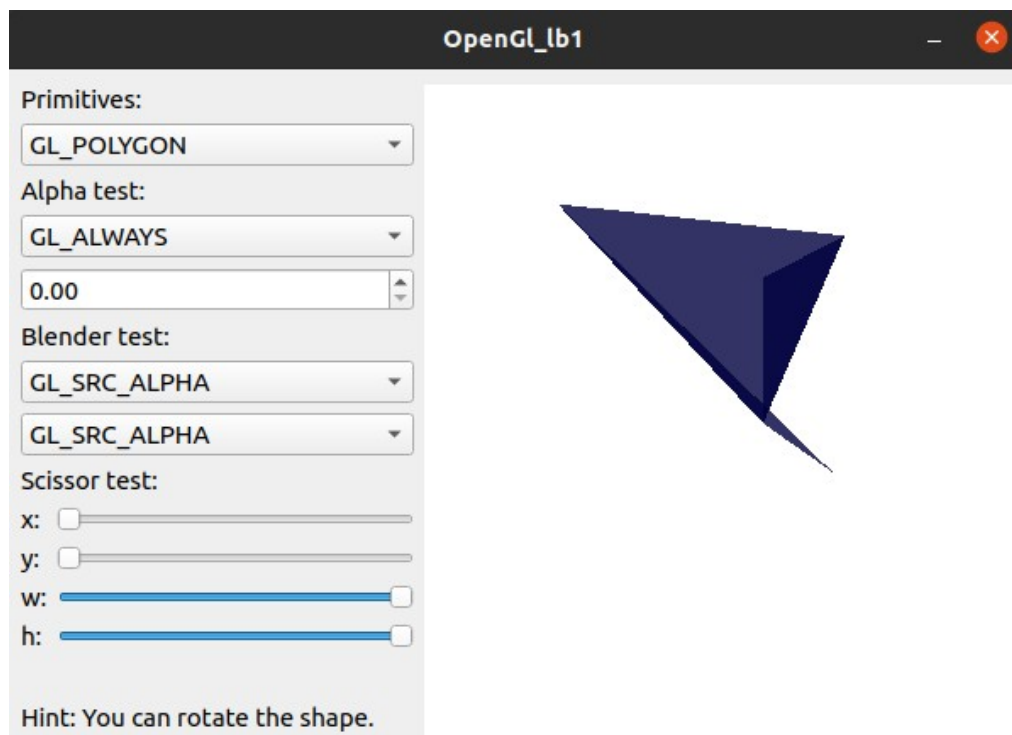 OpenGl_lb1
Primitives:
GL_POLYGON
Alpha test:
GL_ALWAYS
0.00
Blender test:
GL_SRC_ALPHA
GL_SRC_ALPHA
Scissor test:
x:
y:
w:
h:
Hint: You can rotate the shape.